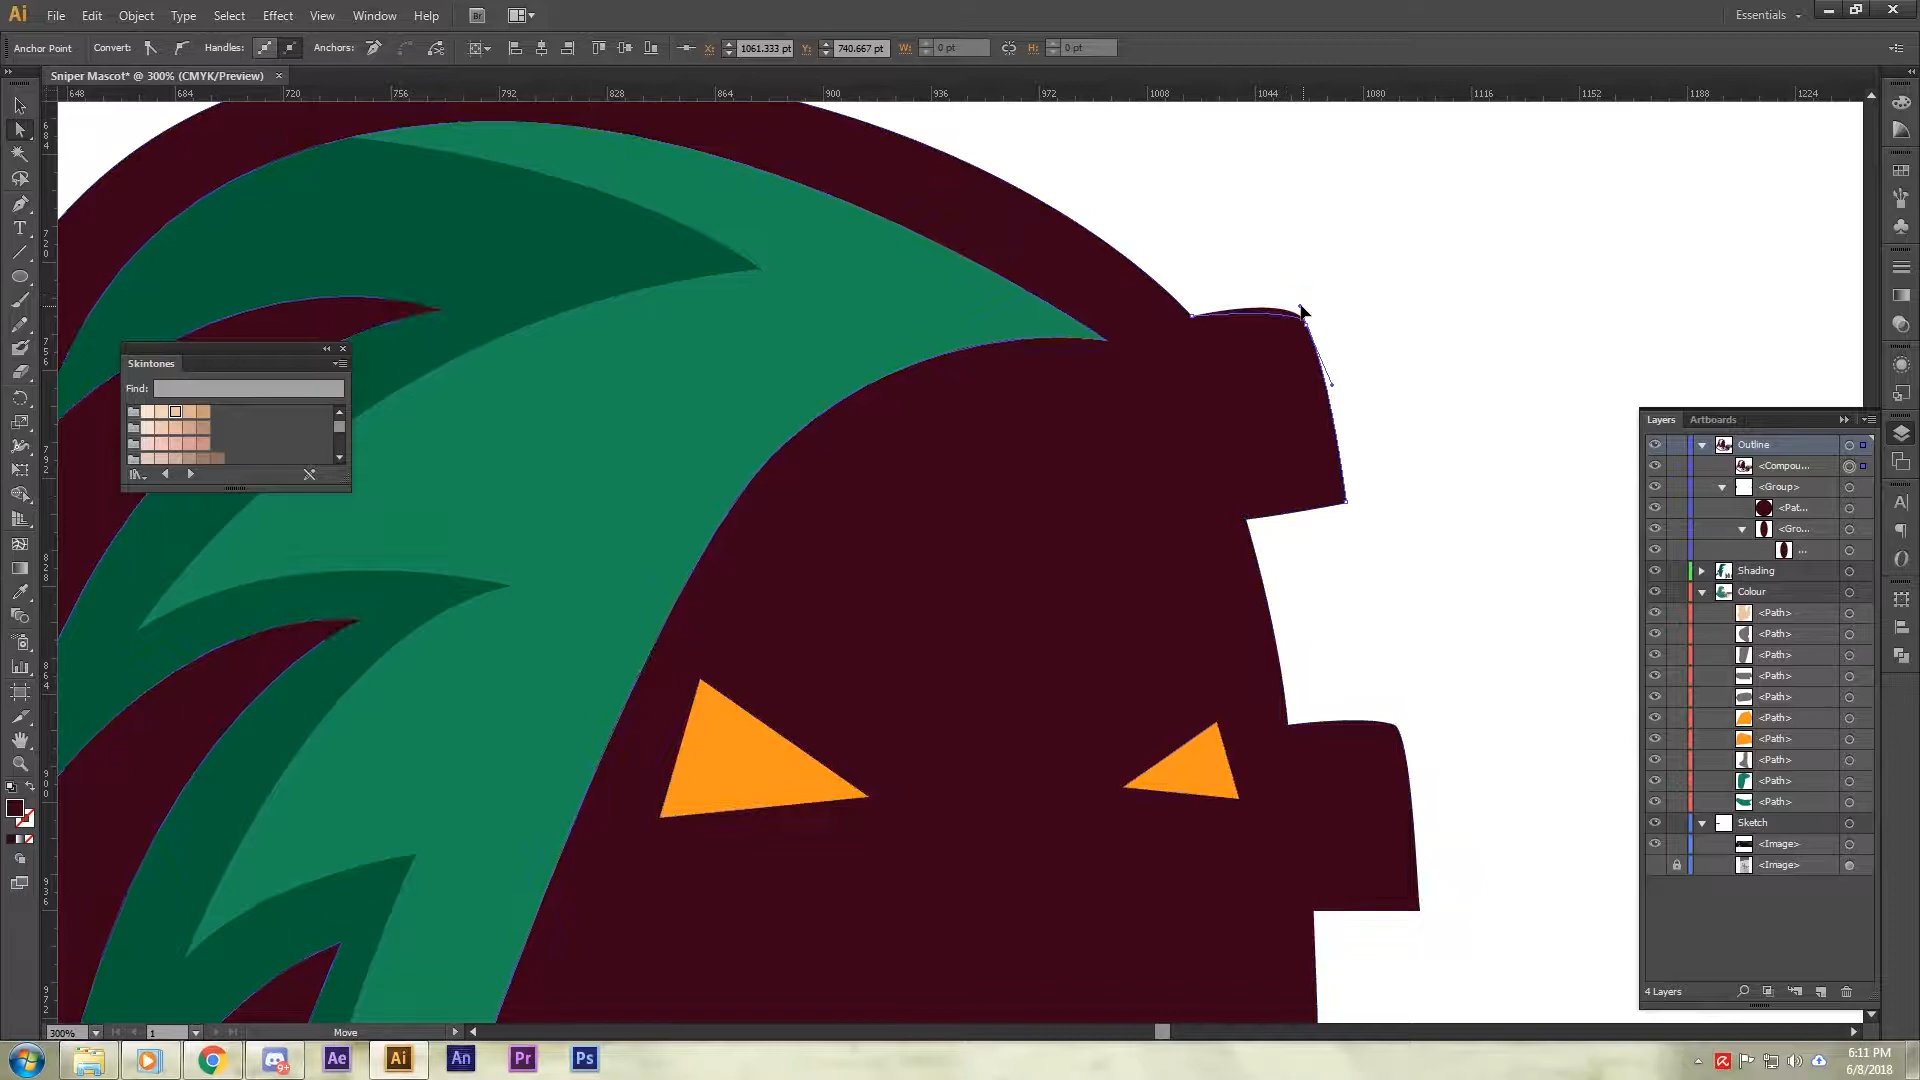 Ai File Edit Object Type Select Effect View Window Help Br Essentials
Anchor Point Convert: Handles: Anchors: X: 1061.333 pt Y: 740.667 pt W: 0 pt H: 0 pt
Sniper Mascot* @ 300% (CMYK/Preview)
648 684 720 756 792 828 864 900 936 972 1008 1044 1080 1116 1152 1188 1224
Skintones
Find:
Layers Artboards
Outline
<Compou...
<Group>
<Pat...
<Gro...
...
Shading
Colour
<Path>
<Path>
<Path>
<Path>
<Path>
<Path>
<Path>
<Path>
<Path>
<Path>
Sketch
<Image>
<Image>
4 Layers
300% 1 Move
9+ Ae Ai An Pr Ps
6:11 PM
6/8/2018